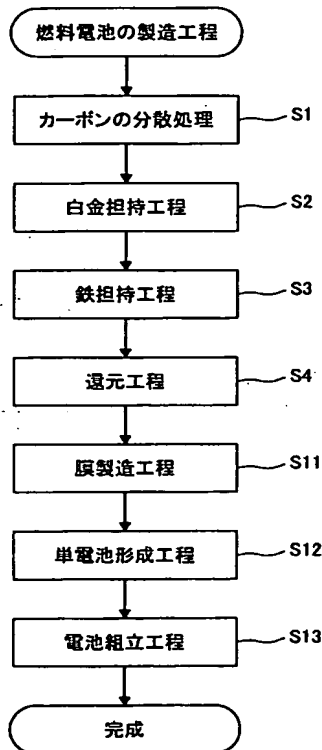 燃料電池の製造工程
カーボンの分散処理
S1
白金担持工程
S2
鉄担持工程
S3
還元工程
S4
膜製造工程
S11
単電池形成工程
S12
電池組立工程
S13
完成